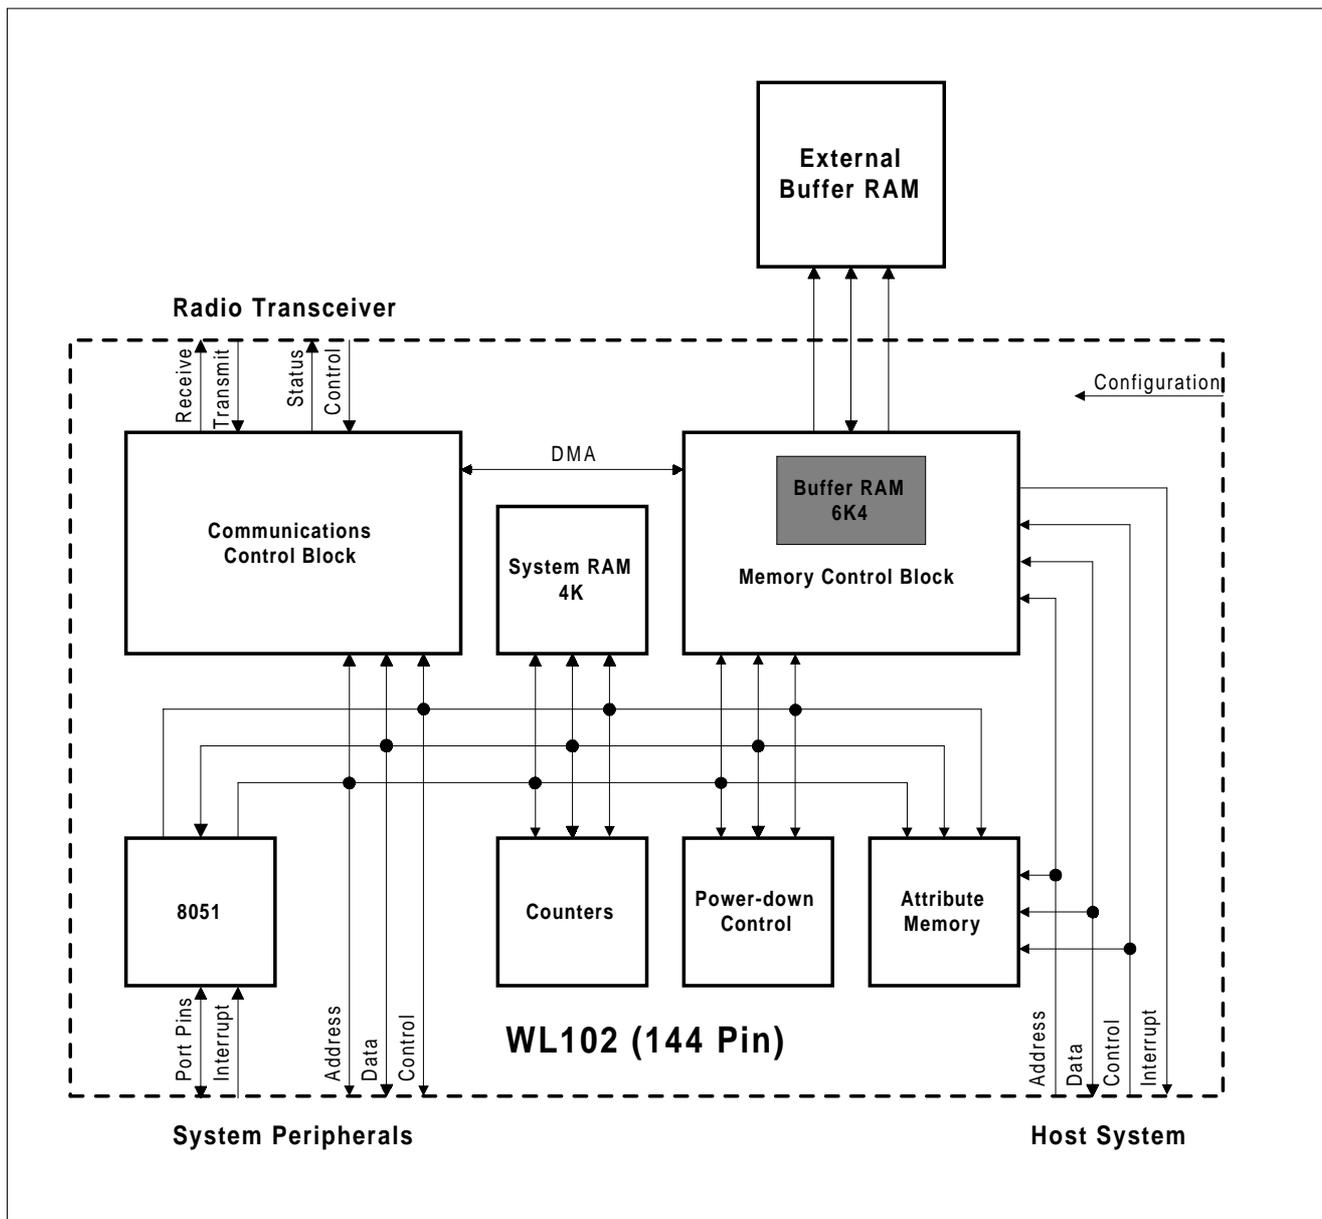 External
Buffer RAM
Radio Transceiver
Receive
Transmit
Status
Control
Configuration
DMA
Buffer RAM
6K4
Communications
Control Block
System RAM
4K
Memory Control Block
8051
Counters
Power-down
Control
Attribute
Memory
Port Pins
Interrupt
Address
Data
Control
WL102 (144 Pin)
Address
Data
Control
Interrupt
System Peripherals
Host System